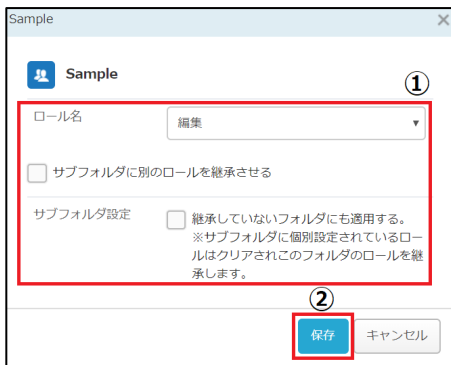 Sample
Sample
①
ロール名
編集
サブフォルダに別のロールを継承させる
サブフォルダ設定
継承していないフォルダにも適用する。
※サブフォルダに個別設定されているロー
ルはクリアされこのフォルダのロールを継
承します。
②
保存 キャンセル